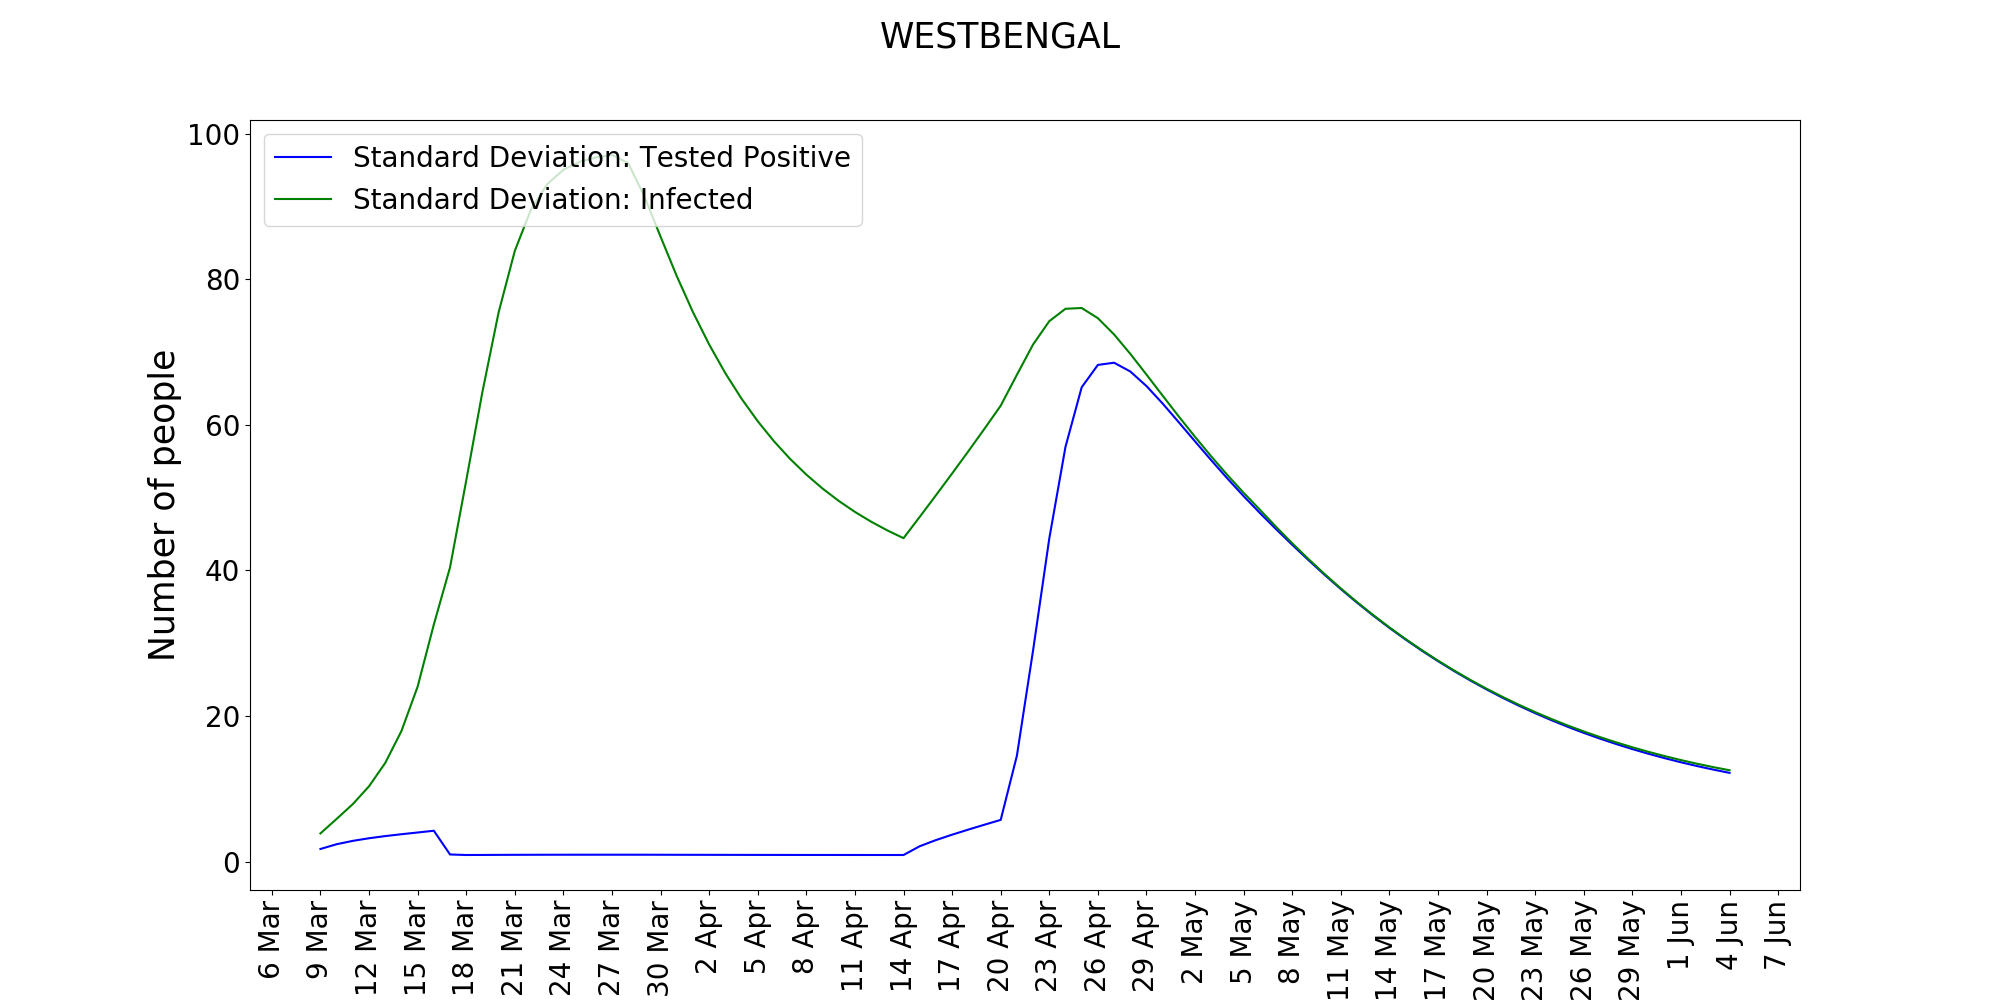 WESTBENGAL
100
80
60
40
20
0
Number of people
Standard Deviation: Tested Positive
Standard Deviation: Infected
6 Mar
9 Mar
12 Mar
15 Mar
18 Mar
21 Mar
24 Mar
27 Mar
30 Mar
2 Apr
5 Apr
8 Apr
11 Apr
14 Apr
17 Apr
20 Apr
23 Apr
26 Apr
29 Apr
2 May
5 May
8 May
11 May
14 May
17 May
20 May
23 May
26 May
29 May
1 Jun
4 Jun
7 Jun